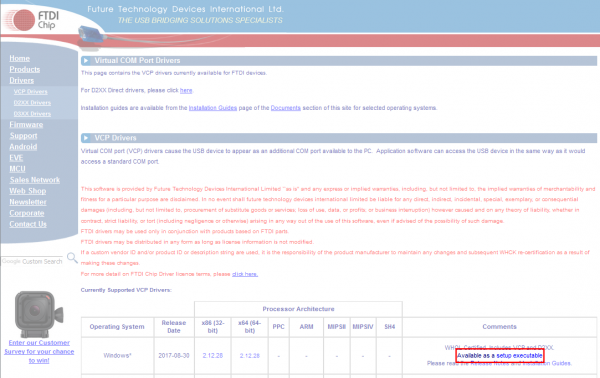 FTDI
Chip
Future Technology Devices International Ltd.
THE USB BRIDGING SOLUTIONS SPECIALISTS
Home
Products
Drivers
VCP Drivers
D2XX Drivers
D3XX Drivers
Firmware
Support
Android
EVE
MCU
Sales Network
Web Shop
Newsletter
Corporate
Contact Us
Google Custom Search
Enter our Customer
Survey for your chance
to win!
Virtual COM Port Drivers
This page contains the VCP drivers currently available for FTDI devices.
For D2XX Direct drivers, please click here.
Installation guides are available from the Installation Guides page of the Documents section of this site for selected operating systems.
VCP Drivers
Virtual COM port (VCP) drivers cause the USB device to appear as an additional COM port available to the PC. Application software can access the USB device in the same way as it would
access a standard COM port.
This software is provided by Future Technology Devices International Limited "as is" and any express or implied warranties, including, but not limited to, the implied warranties of merchantability and
fitness for a particular purpose are disclaimed. In no event shall future technology devices international limited be liable for any direct, indirect, incidental, special, exemplary, or consequential
damages (including, but not limited to, procurement of substitute goods or services; loss of use, data, or profits; or business interruption) however caused and on any theory of liability, whether in
contract, strict liability, or tort (including negligence or otherwise) arising in any way out of the use of this software, even if advised of the possibility of such damage.
FTDI drivers may be used only in conjunction with products based on FTDI parts.
FTDI drivers may be distributed in any form as long as license information is not modified.
If a custom vendor ID and/or product ID or description string are used, it is the responsibility of the product manufacturer to maintain any changes and subsequent WHCK re-certification as a result of
making these changes.
For more detail on FTDI Chip Driver licence terms, please click here.
Currently Supported VCP Drivers:
Processor Architecture
Operating System Release Date x86 (32-bit) x64 (64-bit) PPC ARM MIPSII MIPSIV SH4 Comments
Windows* 2017-08-30 2.12.28 2.12.28 - - - - - WHQL Certified. Includes VCP and D2XX.
Available as a setup executable
Please read the Release Notes and Installation Guides.